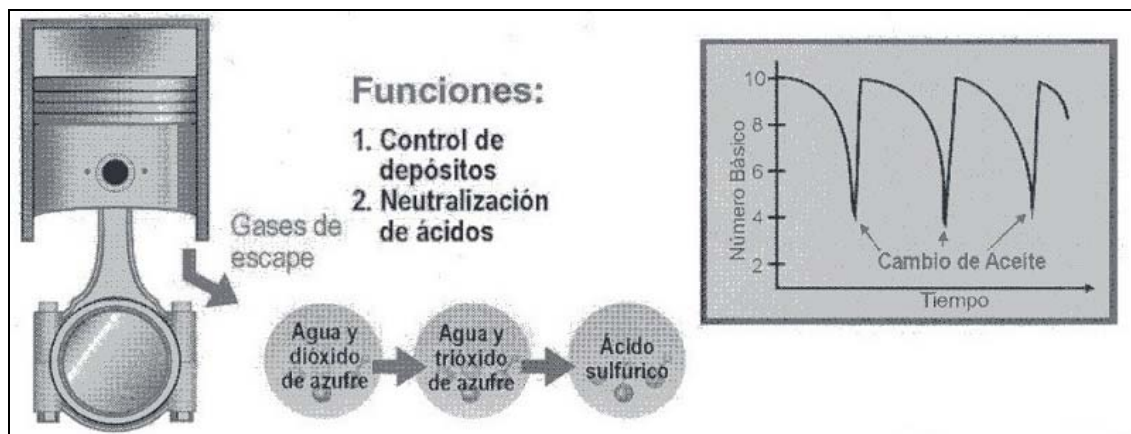 Funciones:
1. Control de
depósitos
2. Neutralización
de ácidos
Gases de
escape
Agua y
dióxido
de azufre
Agua y
trióxido
de azufre
Ácido
sulfúrico
Número Básico
10
8
6
4
2
Cambio de Aceite
Tiempo